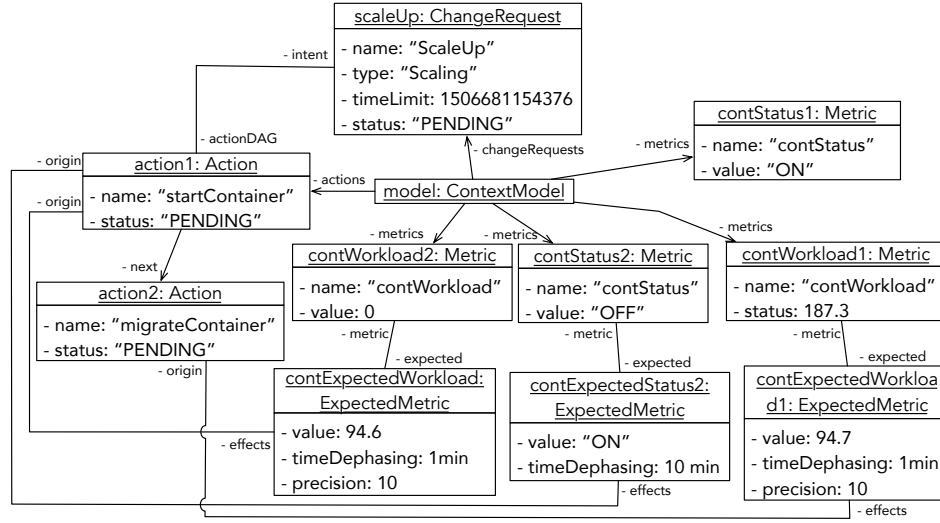 scaleUp: ChangeRequest
- name: “ScaleUp”
- type: “Scaling”
- timeLimit: 1506681154376
- status: “PENDING”
- intent
- actionDAG
- changeRequests
- metrics
contStatus1: Metric
- name: “contStatus”
- value: “ON”
- origin
- origin
action1: Action
- name: “startContainer”
- status: “PENDING”
- actions
model: ContextModel
- next
action2: Action
- name: “migrateContainer”
- status: “PENDING”
- origin
- metrics
contWorkload2: Metric
- name: “contWorkload”
- value: 0
- metric
- expected
- metrics
contStatus2: Metric
- name: “contStatus”
- value: “OFF”
- metric
- expected
- metrics
contWorkload1: Metric
- name: “contWorkload”
- status: 187.3
- metric
- expected
contExpectedWorkload:
ExpectedMetric
- value: 94.6
- timeDephasing: 1min
- precision: 10
- effects
contExpectedStatus2:
ExpectedMetric
- value: “ON”
- timeDephasing: 10 min
- effects
contExpectedWorkloa
d1: ExpectedMetric
- value: 94.7
- timeDephasing: 1min
- precision: 10
- effects